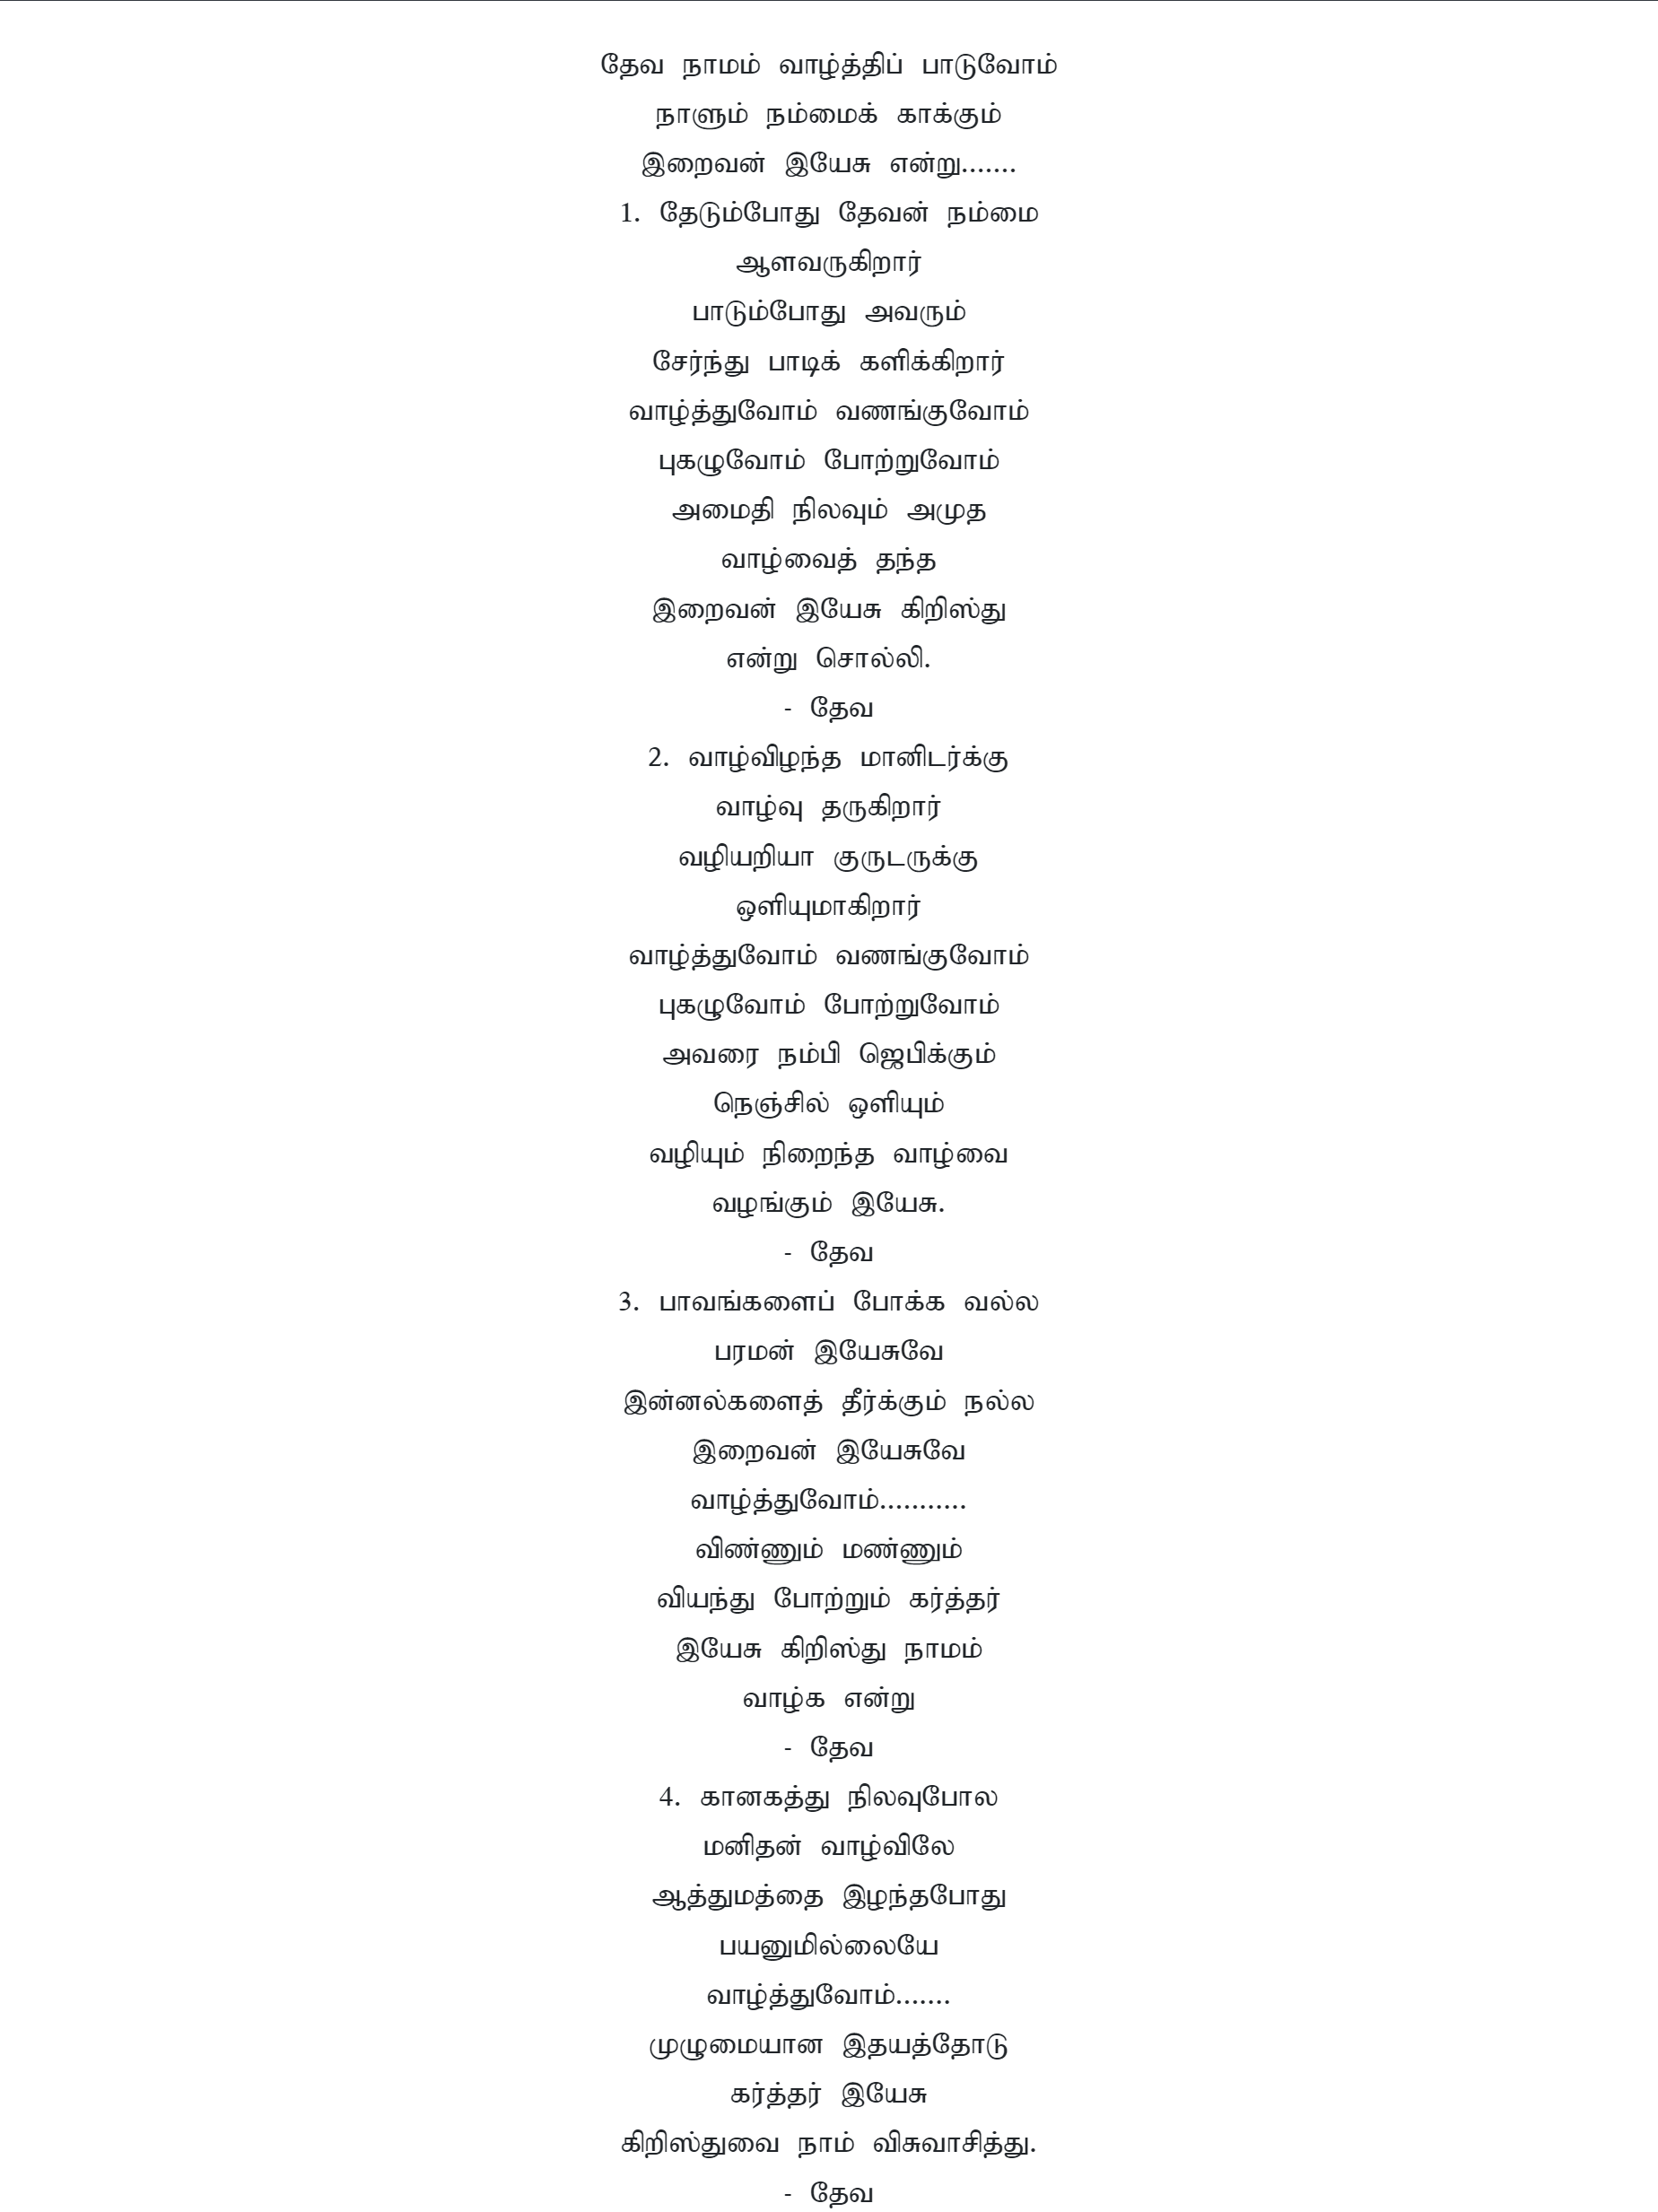 தேவ நாமம் வாழ்த்திப் பாடுவோம்
நாளும் நம்மைக் காக்கும்
இறைவன் இயேசு என்று.......
1. தேடும்போது தேவன் நம்மை
ஆளவருகிறார்
பாடும்போது அவரும்
சேர்ந்து பாடிக் களிக்கிறார்
வாழ்த்துவோம் வணங்குவோம்
புகழுவோம் போற்றுவோம்
அமைதி நிலவும் அமுத
வாழ்வைத் தந்த
இறைவன் இயேசு கிறிஸ்து
என்று சொல்லி.
- தேவ
2. வாழ்விழந்த மானிடர்க்கு
வாழ்வு தருகிறார்
வழியறியா குருடருக்கு
ஒளியுமாகிறார்
வாழ்த்துவோம் வணங்குவோம்
புகழுவோம் போற்றுவோம்
அவரை நம்பி ஜெபிக்கும்
நெஞ்சில் ஒளியும்
வழியும் நிறைந்த வாழ்வை
வழங்கும் இயேசு.
- தேவ
3. பாவங்களைப் போக்க வல்ல
பரமன் இயேசுவே
இன்னல்களைத் தீர்க்கும் நல்ல
இறைவன் இயேசுவே
வாழ்த்துவோம்...........
விண்ணும் மண்ணும்
வியந்து போற்றும் கர்த்தர்
இயேசு கிறிஸ்து நாமம்
வாழ்க என்று
- தேவ
4. கானகத்து நிலவுபோல
மனிதன் வாழ்விலே
ஆத்துமத்தை இழந்தபோது
பயனுமில்லையே
வாழ்த்துவோம்.......
முழுமையான இதயத்தோடு
கர்த்தர் இயேசு
கிறிஸ்துவை நாம் விசுவாசித்து.
- தேவ